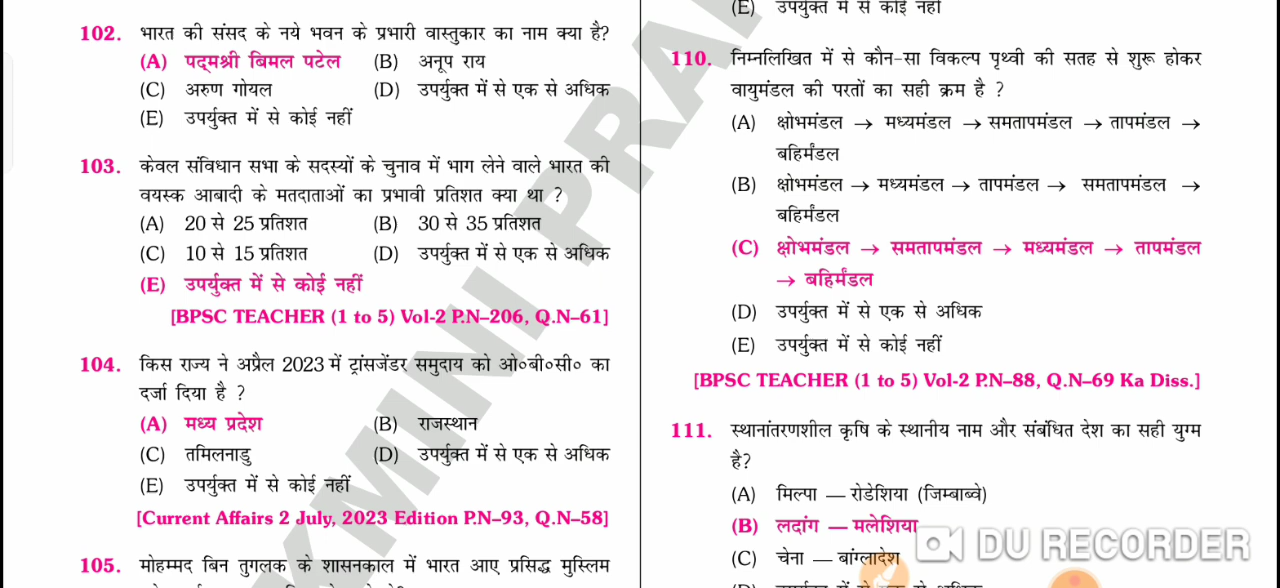 102. भारत की संसद के नये भवन के प्रभारी वास्तुकार का नाम क्या है?
(A) पद्मश्री बिमल पटेल (B) अनूप राय
(C) अरुण गोयल (D) उपर्युक्त में से एक से अधिक
(E) उपर्युक्त में से कोई नहीं
103. केवल संविधान सभा के सदस्यों के चुनाव में भाग लेने वाले भारत की
वयस्क आबादी के मतदाताओं का प्रभावी प्रतिशत क्या था ?
(A) 20 से 25 प्रतिशत (B) 30 से 35 प्रतिशत
(C) 10 से 15 प्रतिशत (D) उपर्युक्त में से एक से अधिक
(E) उपर्युक्त में से कोई नहीं
[BPSC TEACHER (1 to 5) Vol-2 P.N–206, Q.N–61]
104. किस राज्य ने अप्रैल 2023 में ट्रांसजेंडर समुदाय को ओ०बी०सी० का
दर्जा दिया है ?
(A) मध्य प्रदेश (B) राजस्थान
(C) तमिलनाडु (D) उपर्युक्त में से एक से अधिक
(E) उपर्युक्त में से कोई नहीं
[Current Affairs 2 July, 2023 Edition P.N–93, Q.N–58]
105. मोहम्मद बिन तुगलक के शासनकाल में भारत आए प्रसिद्ध मुस्लिम
(E) उपर्युक्त में से कोई नहीं
110. निम्नलिखित में से कौन-सा विकल्प पृथ्वी की सतह से शुरू होकर
वायुमंडल की परतों का सही क्रम है ?
(A) क्षोभमंडल → मध्यमंडल → समतापमंडल → तापमंडल →
बहिर्मंडल
(B) क्षोभमंडल → मध्यमंडल → तापमंडल → समतापमंडल →
बहिर्मंडल
(C) क्षोभमंडल → समतापमंडल → मध्यमंडल → तापमंडल
→ बहिर्मंडल
(D) उपर्युक्त में से एक से अधिक
(E) उपर्युक्त में से कोई नहीं
[BPSC TEACHER (1 to 5) Vol-2 P.N–88, Q.N–69 Ka Diss.]
111. स्थानांतरणशील कृषि के स्थानीय नाम और संबंधित देश का सही युग्म
है?
(A) मिल्पा — रोडेशिया (जिम्बाब्वे)
(B) लदांग — मलेशिया
(C) चेना — बांग्लादेश
DU RECORDER